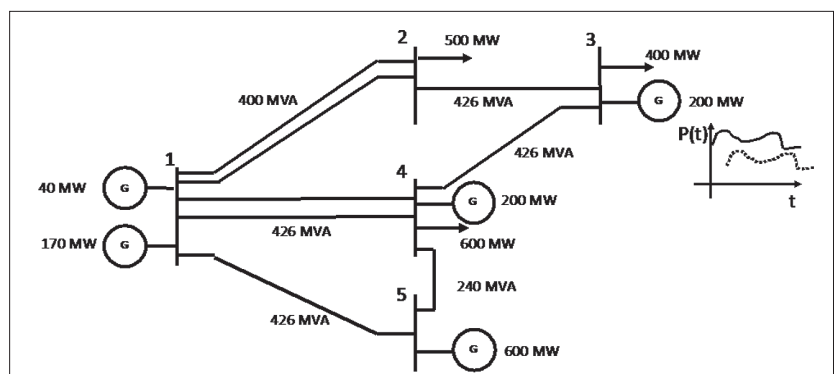 2
500 MW
3
400 MW
400 MVA
426 MVA
G
200 MW
P(t)
t
1
426 MVA
4
40 MW
G
G
200 MW
426 MVA
600 MW
170 MW
G
240 MVA
5
426 MVA
G
600 MW